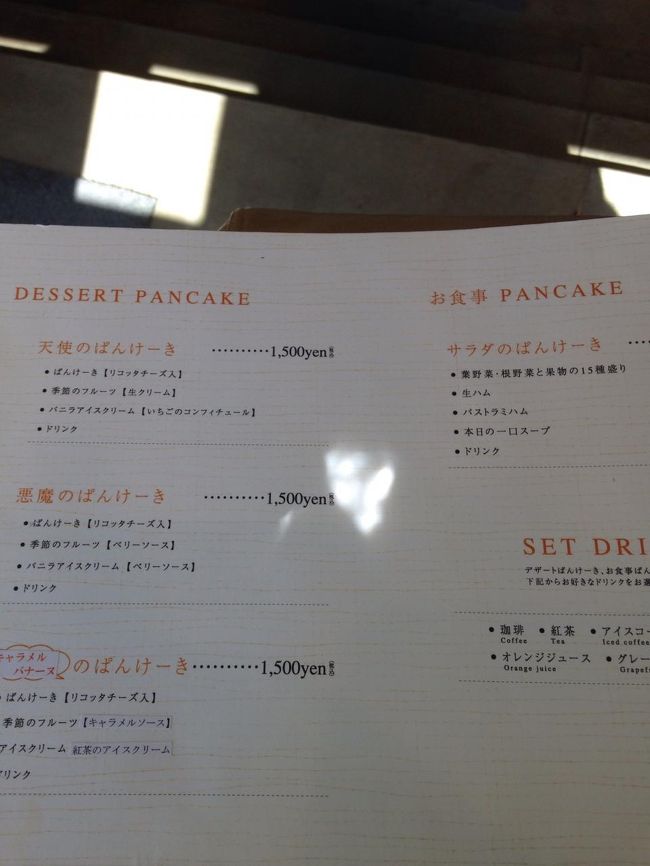 DESSERT PANCAKE
天使のぱんけーき ··········1,500yen
• ぱんけーき【リコッタチーズ入】
• 季節のフルーツ【生クリーム】
• バニラアイスクリーム【いちごのコンフィチュール】
• ドリンク
悪魔のぱんけーき ··········1,500yen
• ぱんけーき【リコッタチーズ入】
• 季節のフルーツ【ベリーソース】
• バニラアイスクリーム【ベリーソース】
• ドリンク
キャラメル
バナーヌ
のぱんけーき ··········1,500yen
ぱんけーき【リコッタチーズ入】
季節のフルーツ【キャラメルソース】
アイスクリーム 紅茶のアイスクリーム
ドリンク
お食事 PANCAKE
サラダのぱんけーき
• 葉野菜・根野菜と果物の15種盛り
• 生ハム
• パストラミハム
• 本日の一口スープ
• ドリンク
SET DRI
デザートぱんけーき、お食事ぱん
下記からお好きなドリンクをお選
• 珈琲 • 紅茶 • アイスコー
Coffee Tea Iced coffee
• オレンジジュース • グレー
Orange juice Grapef